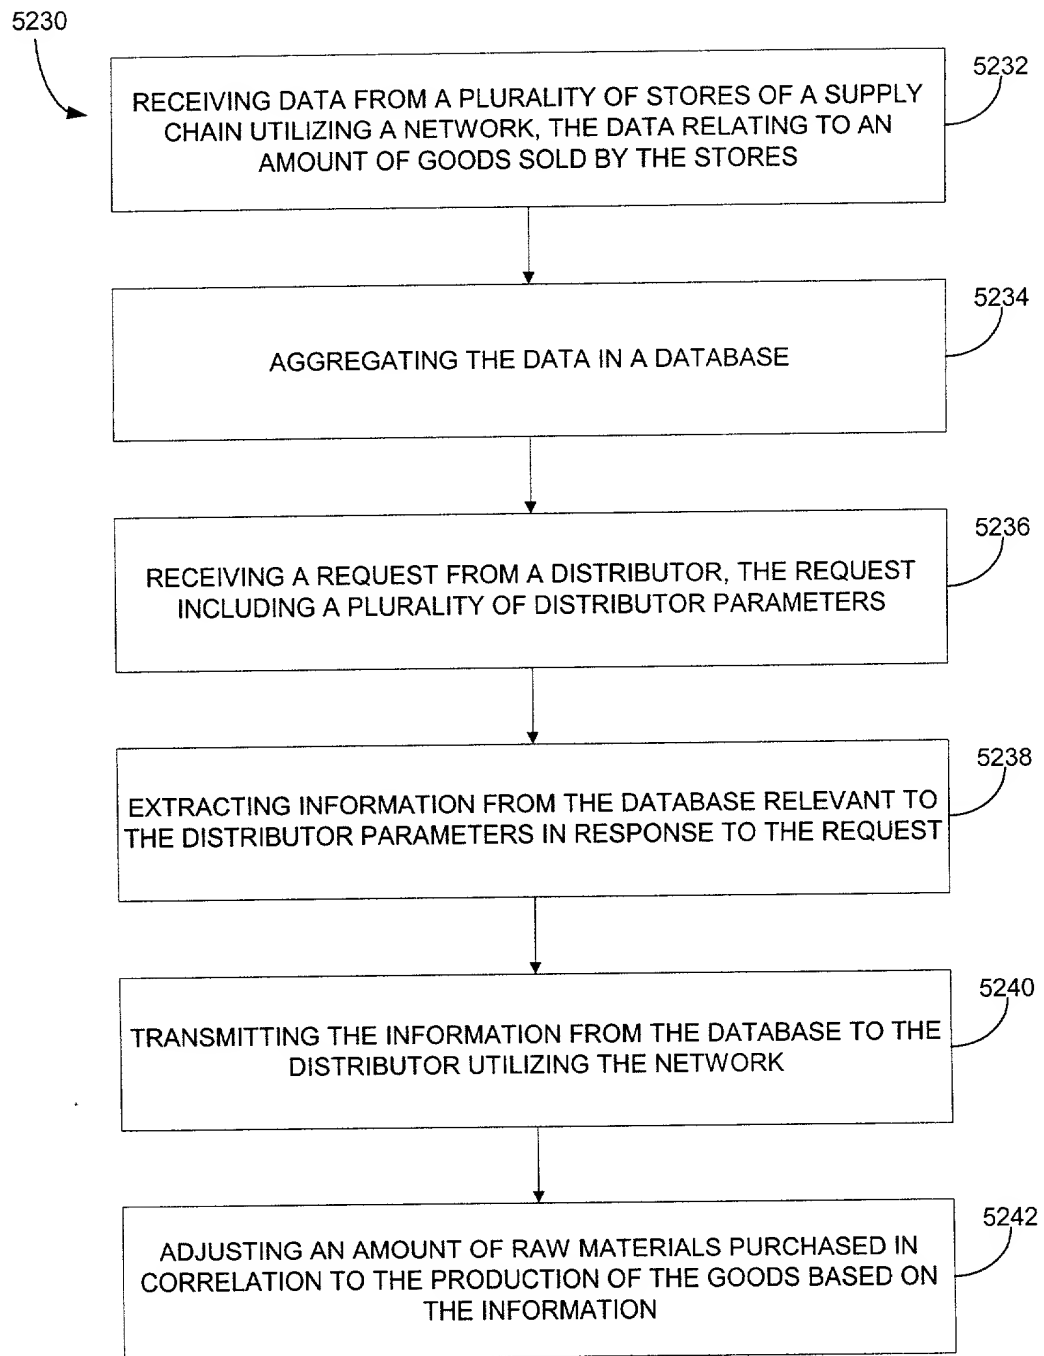 5230
5232
RECEIVING DATA FROM A PLURALITY OF STORES OF A SUPPLY
CHAIN UTILIZING A NETWORK, THE DATA RELATING TO AN
AMOUNT OF GOODS SOLD BY THE STORES
5234
AGGREGATING THE DATA IN A DATABASE
5236
RECEIVING A REQUEST FROM A DISTRIBUTOR, THE REQUEST
INCLUDING A PLURALITY OF DISTRIBUTOR PARAMETERS
5238
EXTRACTING INFORMATION FROM THE DATABASE RELEVANT TO
THE DISTRIBUTOR PARAMETERS IN RESPONSE TO THE REQUEST
5240
TRANSMITTING THE INFORMATION FROM THE DATABASE TO THE
DISTRIBUTOR UTILIZING THE NETWORK
5242
ADJUSTING AN AMOUNT OF RAW MATERIALS PURCHASED IN
CORRELATION TO THE PRODUCTION OF THE GOODS BASED ON
THE INFORMATION